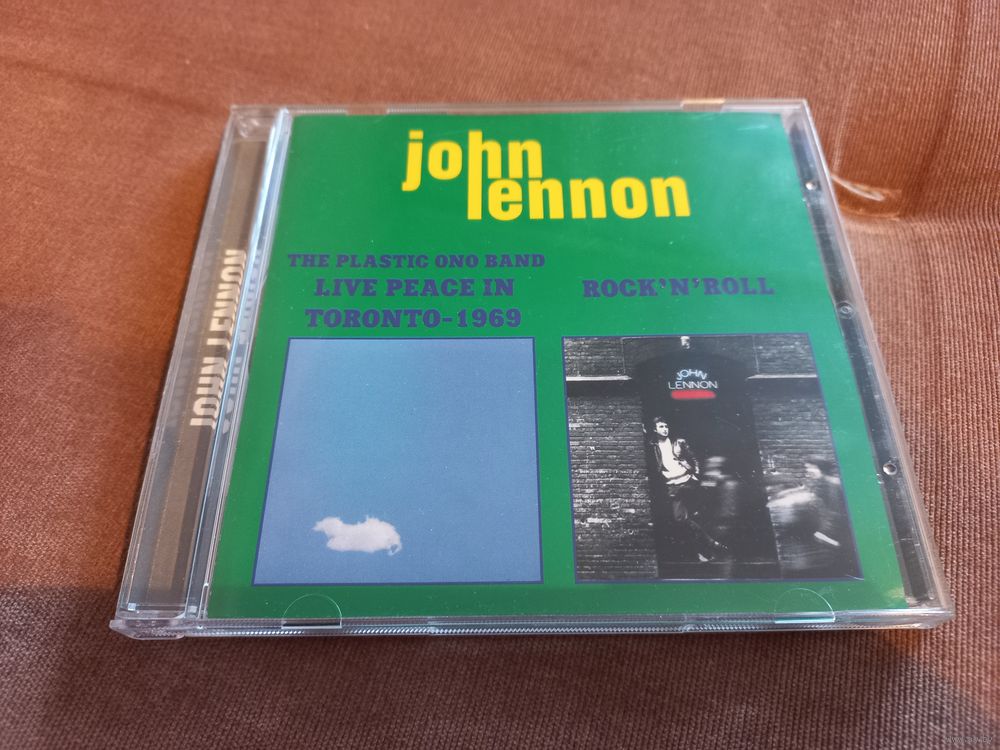 john
lennon
THE PLASTIC ONO BAND
LIVE PEACE IN
TORONTO-1969
ROCK'N'ROLL
JOHN
LENNON
JOHN LENNON